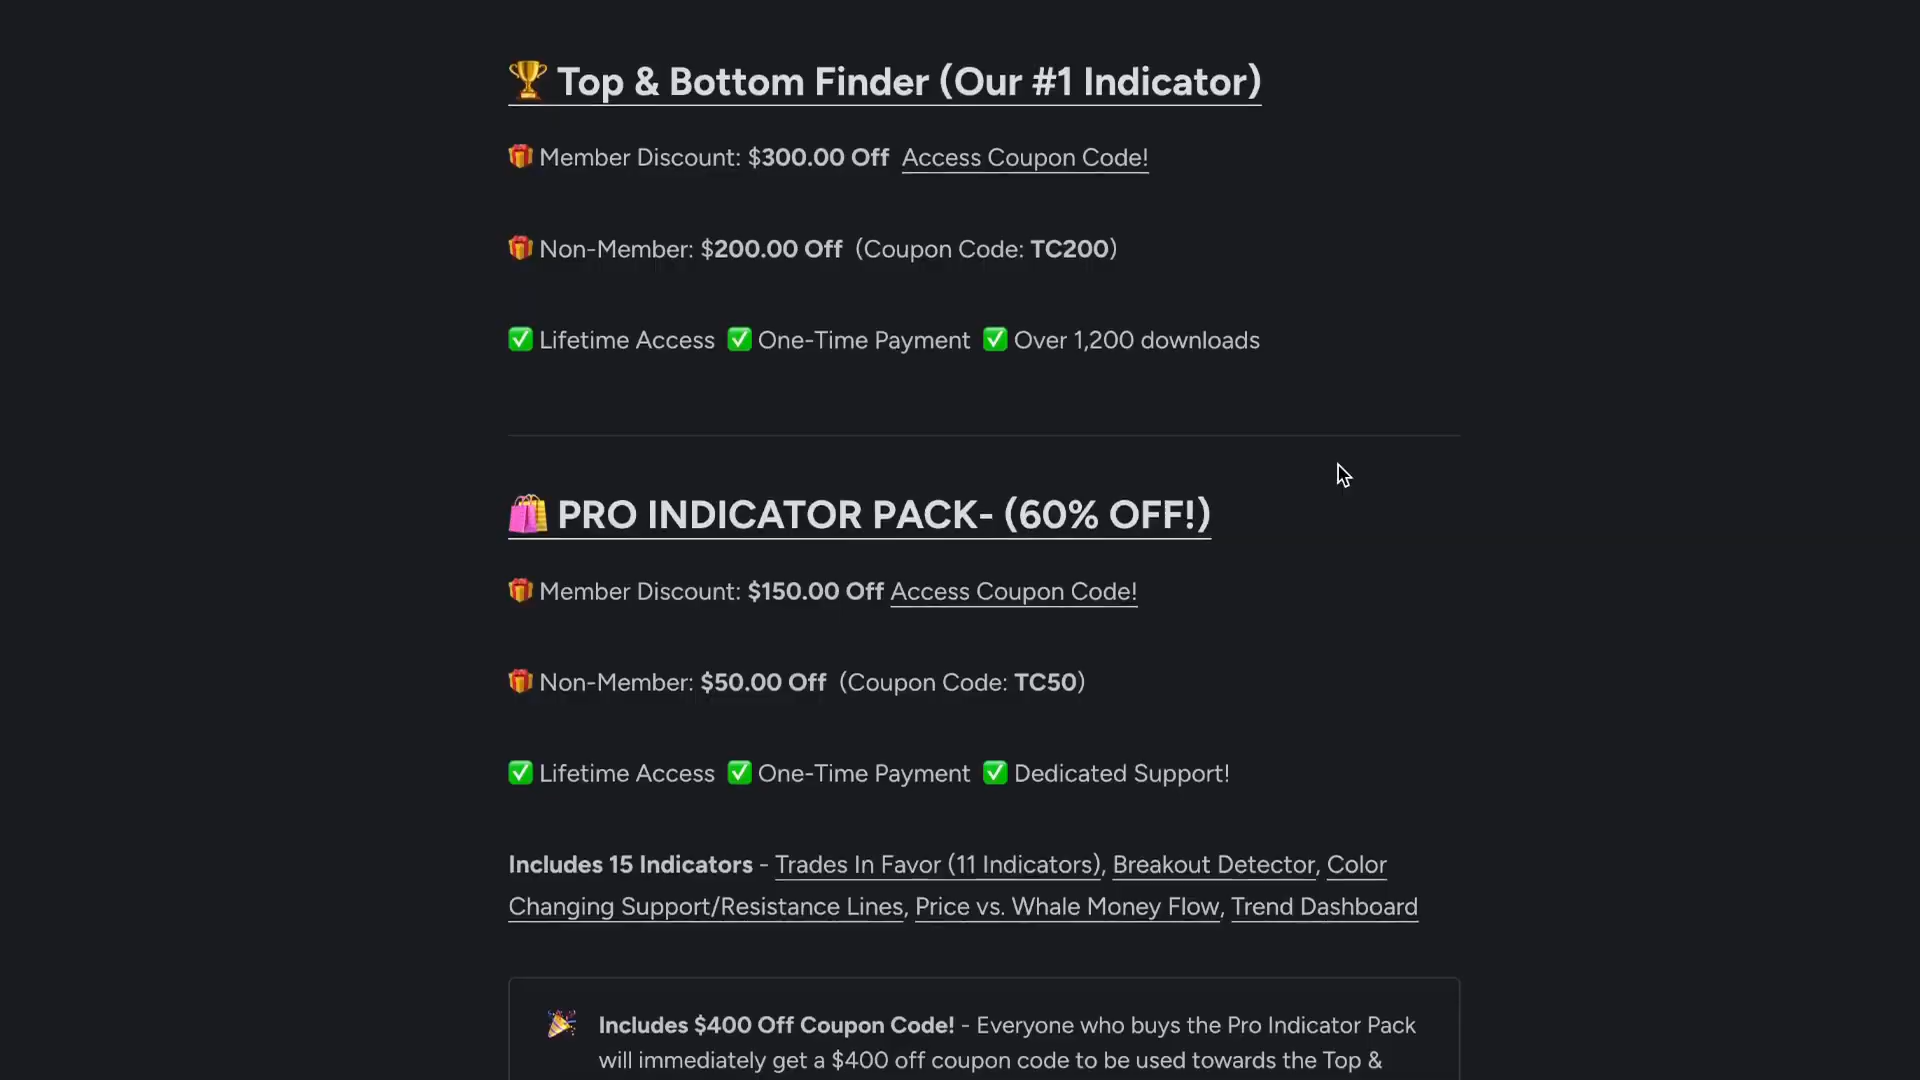 Top & Bottom Finder (Our #1 Indicator)
Member Discount: $300.00 Off Access Coupon Code!
Non-Member: $200.00 Off (Coupon Code: TC200)
Lifetime Access One-Time Payment Over 1,200 downloads
PRO INDICATOR PACK- (60% OFF!)
Member Discount: $150.00 Off Access Coupon Code!
Non-Member: $50.00 Off (Coupon Code: TC50)
Lifetime Access One-Time Payment Dedicated Support!
Includes 15 Indicators - Trades In Favor (11 Indicators), Breakout Detector, Color
Changing Support/Resistance Lines, Price vs. Whale Money Flow, Trend Dashboard
Includes $400 Off Coupon Code! - Everyone who buys the Pro Indicator Pack
will immediately get a $400 off coupon code to be used towards the Top &